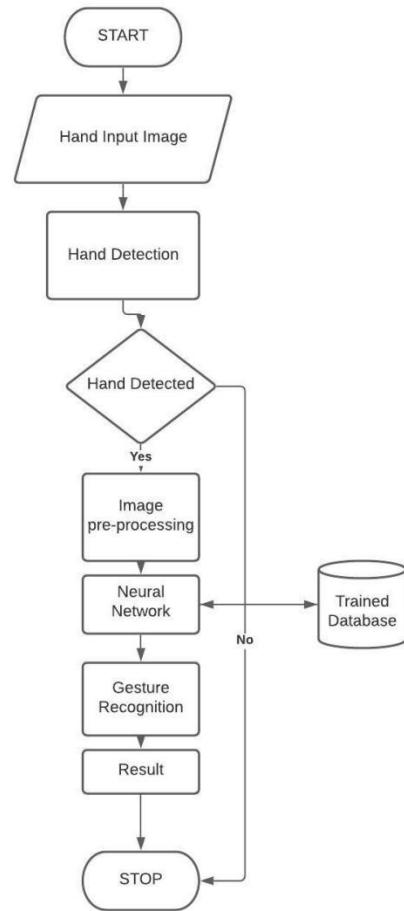 START
Hand Input Image
Hand Detection
Hand Detected
Yes
Image
pre-processing
Neural
Network
Trained
Database
No
Gesture
Recognition
Result
STOP